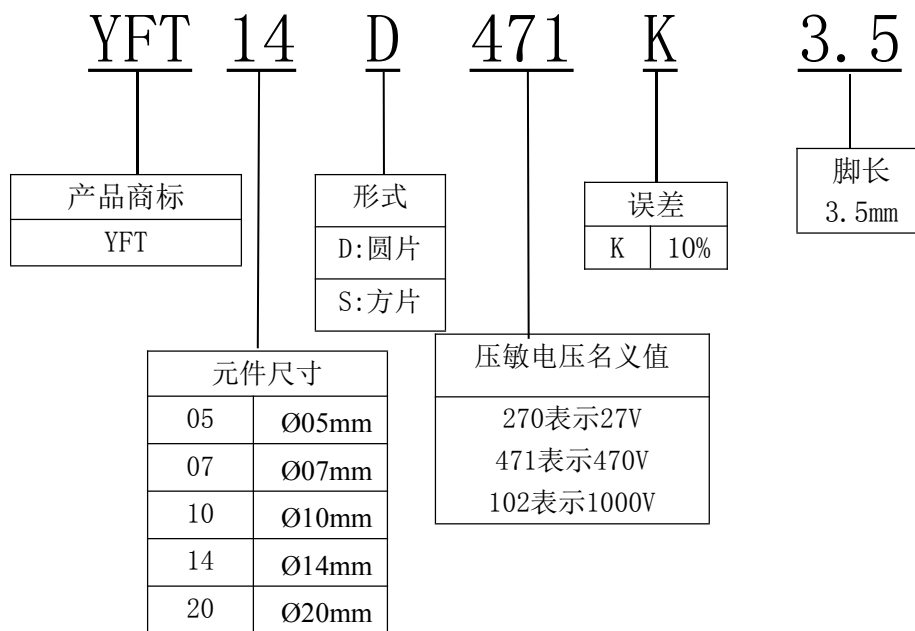 YFT 14 D 471 K 3.5
产品商标
YFT
形式
D:圆片
S:方片
误差
K 10%
脚长
3.5mm
元件尺寸
05 Ø05mm
07 Ø07mm
10 Ø10mm
14 Ø14mm
20 Ø20mm
压敏电压名义值
270表示27V
471表示470V
102表示1000V